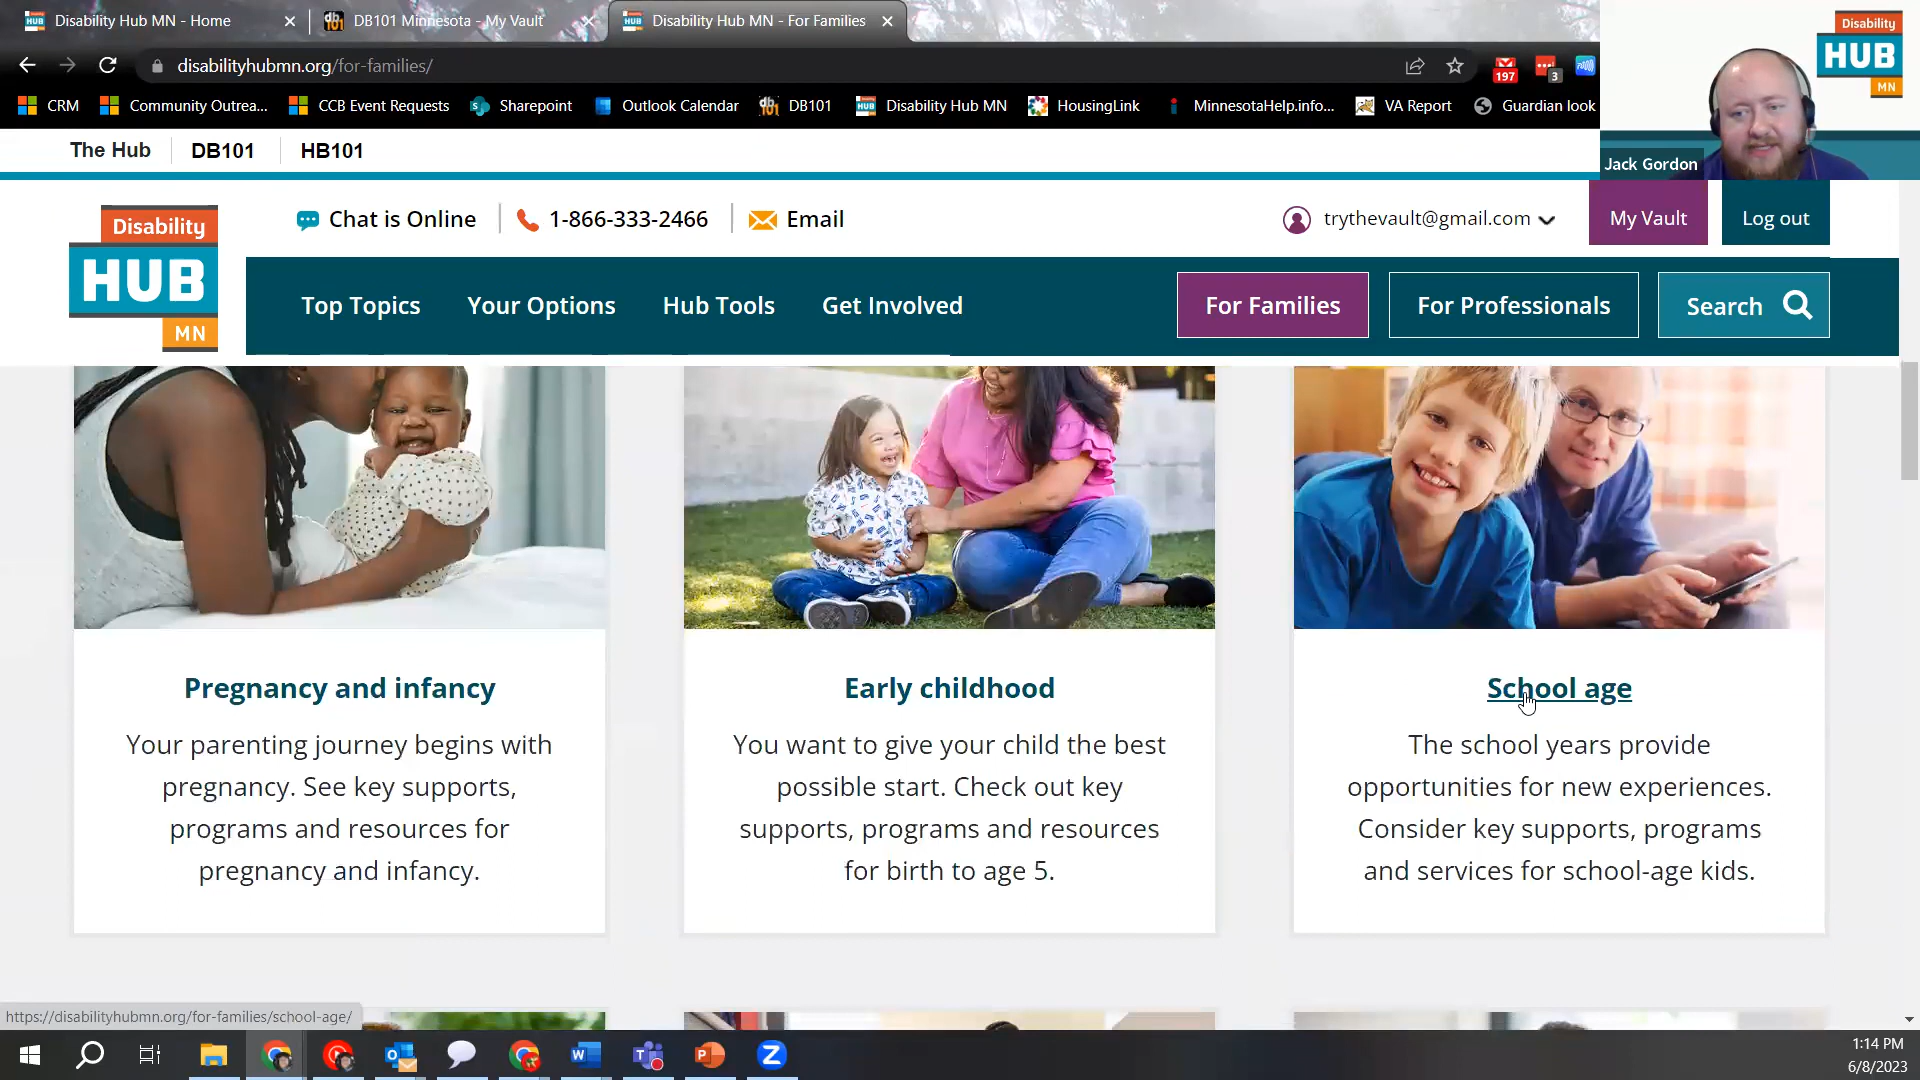 Disability Hub MN - Home
DB101 Minnesota - My Vault
Disability Hub MN - For Families
disabilityhubmn.org/for-families/
197
3
CRM
Community Outrea...
CCB Event Requests
Sharepoint
Outlook Calendar
DB101
Disability Hub MN
HousingLink
MinnesotaHelp.info...
VA Report
Guardian look
Disability
HUB
MN
Jack Gordon
The Hub
DB101
HB101
Disability
HUB
MN
Chat is Online
1-866-333-2466
Email
trythevault@gmail.com
My Vault
Log out
Top Topics
Your Options
Hub Tools
Get Involved
For Families
For Professionals
Search
Pregnancy and infancy
Your parenting journey begins with
pregnancy. See key supports,
programs and resources for
pregnancy and infancy.
Early childhood
You want to give your child the best
possible start. Check out key
supports, programs and resources
for birth to age 5.
School age
The school years provide
opportunities for new experiences.
Consider key supports, programs
and services for school-age kids.
https://disabilityhubmn.org/for-families/school-age/
1:14 PM
6/8/2023